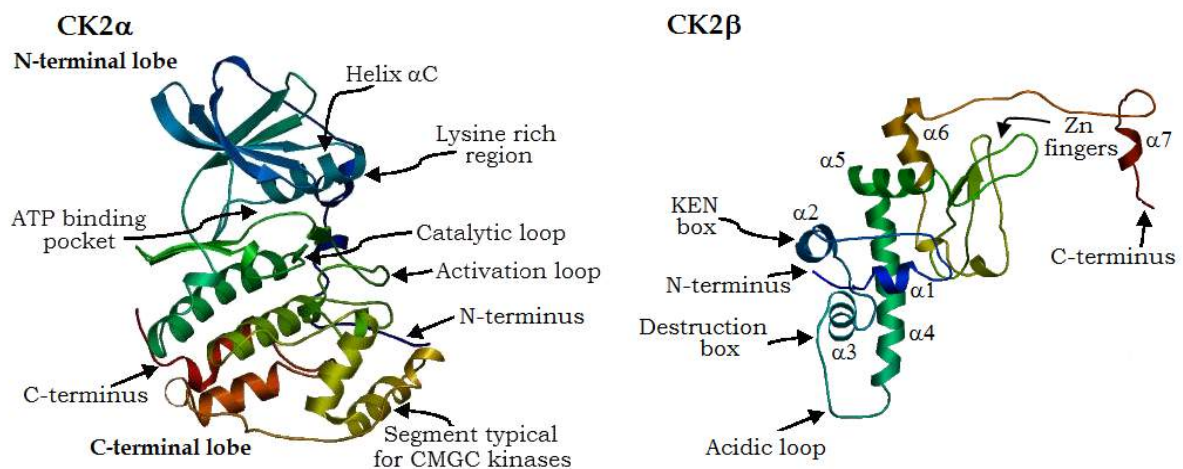 CK2α
N-terminal lobe
Helix αC
Lysine rich
region
ATP binding
pocket
Catalytic loop
Activation loop
N-terminus
C-terminus
C-terminal lobe
Segment typical
for CMGC kinases
CK2β
α6
Zn
fingers
α7
α5
KEN
box
α2
C-terminus
N-terminus
α1
Destruction
box
α3
α4
Acidic loop